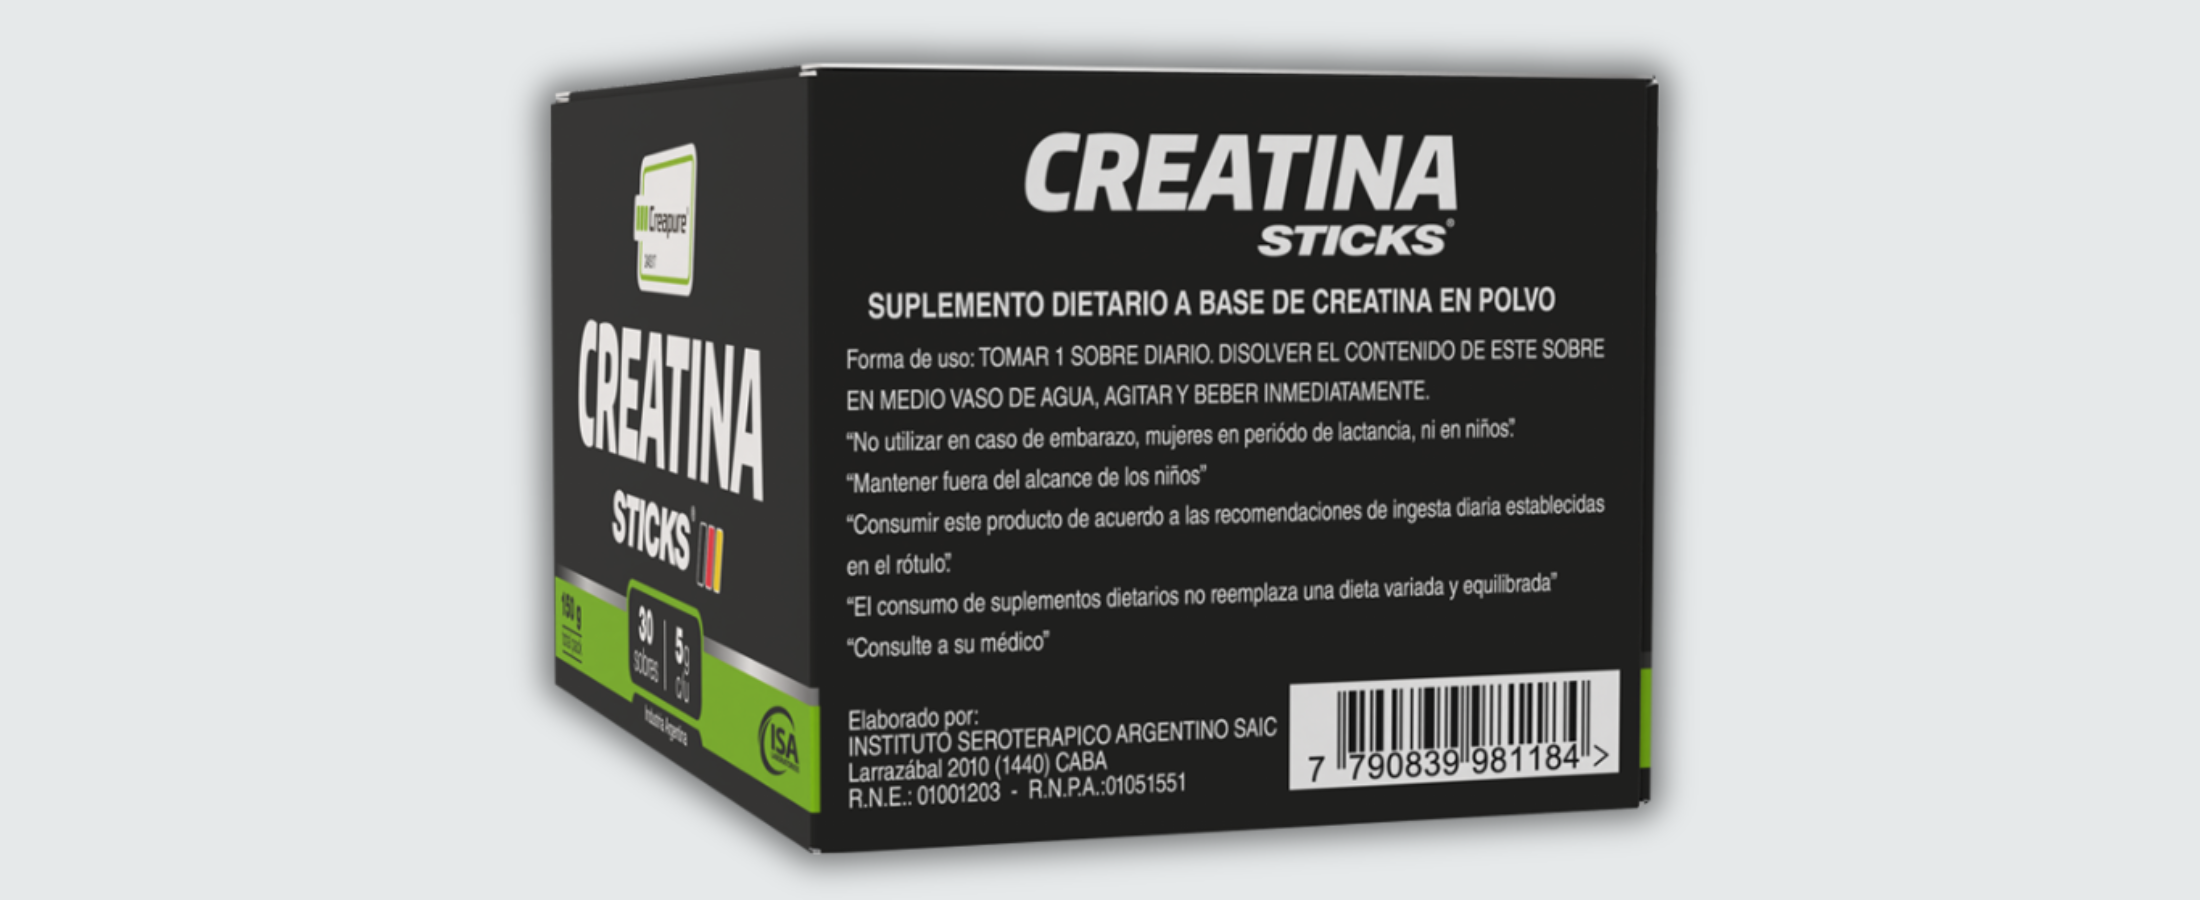 Creapure®
CREATINA
STICKS®
150 g
total pack
30
sobres
5g
c/u
Industria Argentina
ISA
CREATINA
STICKS®
SUPLEMENTO DIETARIO A BASE DE CREATINA EN POLVO
Forma de uso: TOMAR 1 SOBRE DIARIO. DISOLVER EL CONTENIDO DE ESTE SOBRE
EN MEDIO VASO DE AGUA, AGITAR Y BEBER INMEDIATAMENTE.
“No utilizar en caso de embarazo, mujeres en periódo de lactancia, ni en niños”.
“Mantener fuera del alcance de los niños”
“Consumir este producto de acuerdo a las recomendaciones de ingesta diaria establecidas
en el rótulo”.
“El consumo de suplementos dietarios no reemplaza una dieta variada y equilibrada”
“Consulte a su médico”
Elaborado por:
INSTITUTO SEROTERAPICO ARGENTINO SAIC
Larrazábal 2010 (1440) CABA
R.N.E.: 01001203 - R.N.P.A.:01051551
7 790839 981184 >